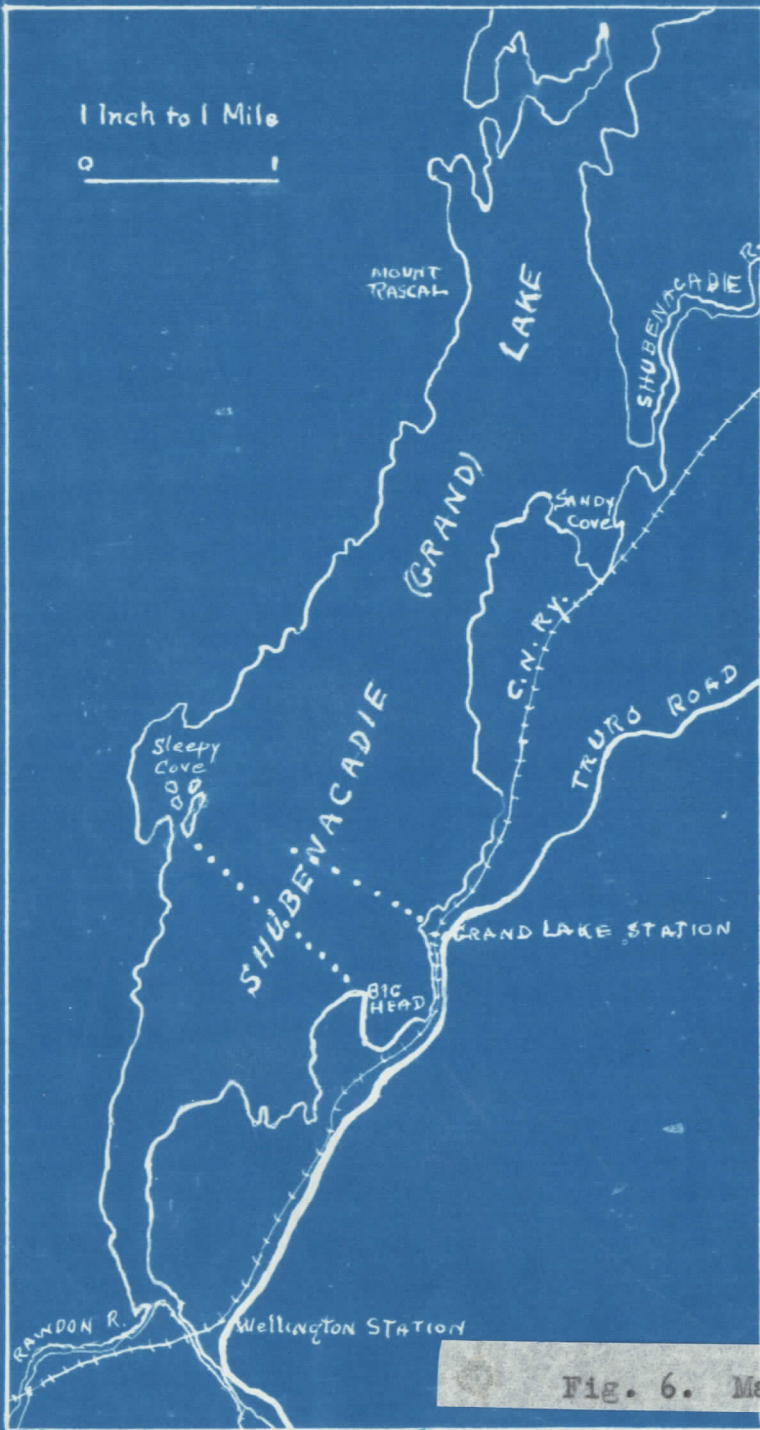 1 Inch to 1 Mile
0 1
MOUNT
RASCAL
LAKE
SHUBENACADIE R.
(GRAND)
SANDY
COVE
C.N. RY.
TRURO ROAD
SHUBENACADIE
Sleepy
Cove
GRAND LAKE STATION
BIG
HEAD
RAWDON R.
Wellington STATION
Fig. 6.